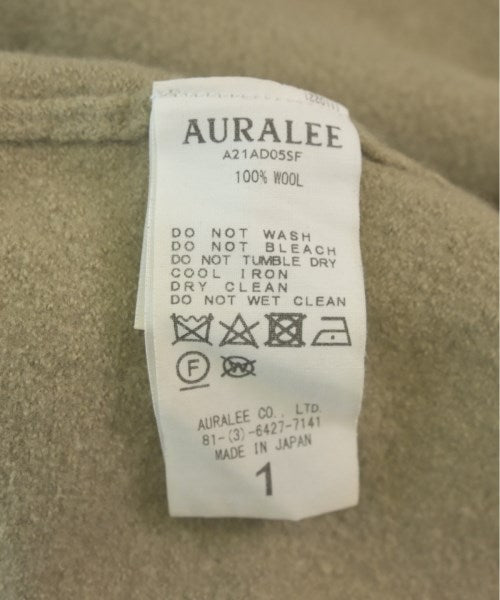 AURALEE
A21AD05SF
100% WOOL
DO NOT WASH
DO NOT BLEACH
DO NOT TUMBLE DRY
COOL IRON
DRY CLEAN
DO NOT WET CLEAN
F
W
AURALEE CO., LTD.
81-(3)-6427-7141
MADE IN JAPAN
1